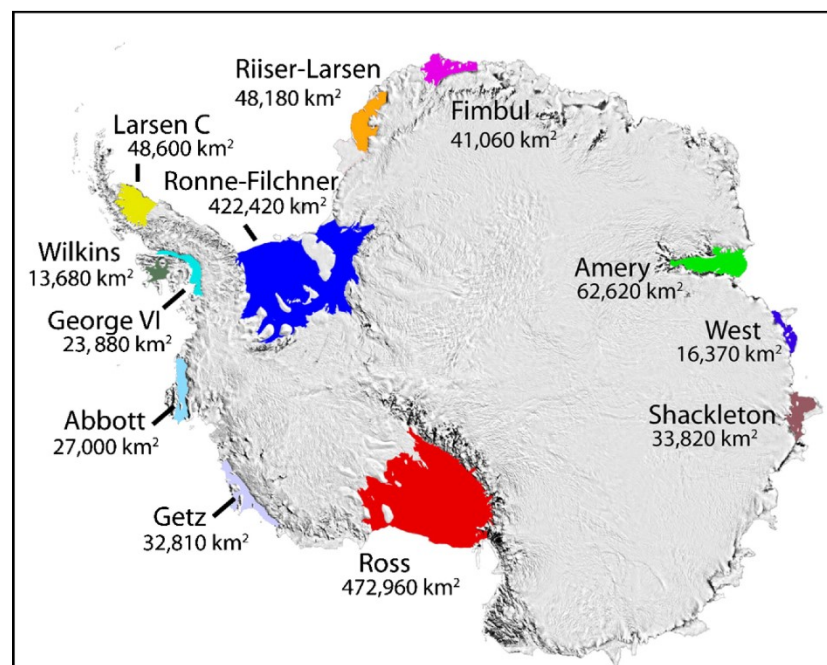 Riiser-Larsen
48,180 km²
Fimbul
41,060 km²
Larsen C
48,600 km²
Ronne-Filchner
422,420 km²
Wilkins
13,680 km²
George VI
23,880 km²
Amery
62,620 km²
West
16,370 km²
Abbott
27,000 km²
Shackleton
33,820 km²
Getz
32,810 km²
Ross
472,960 km²